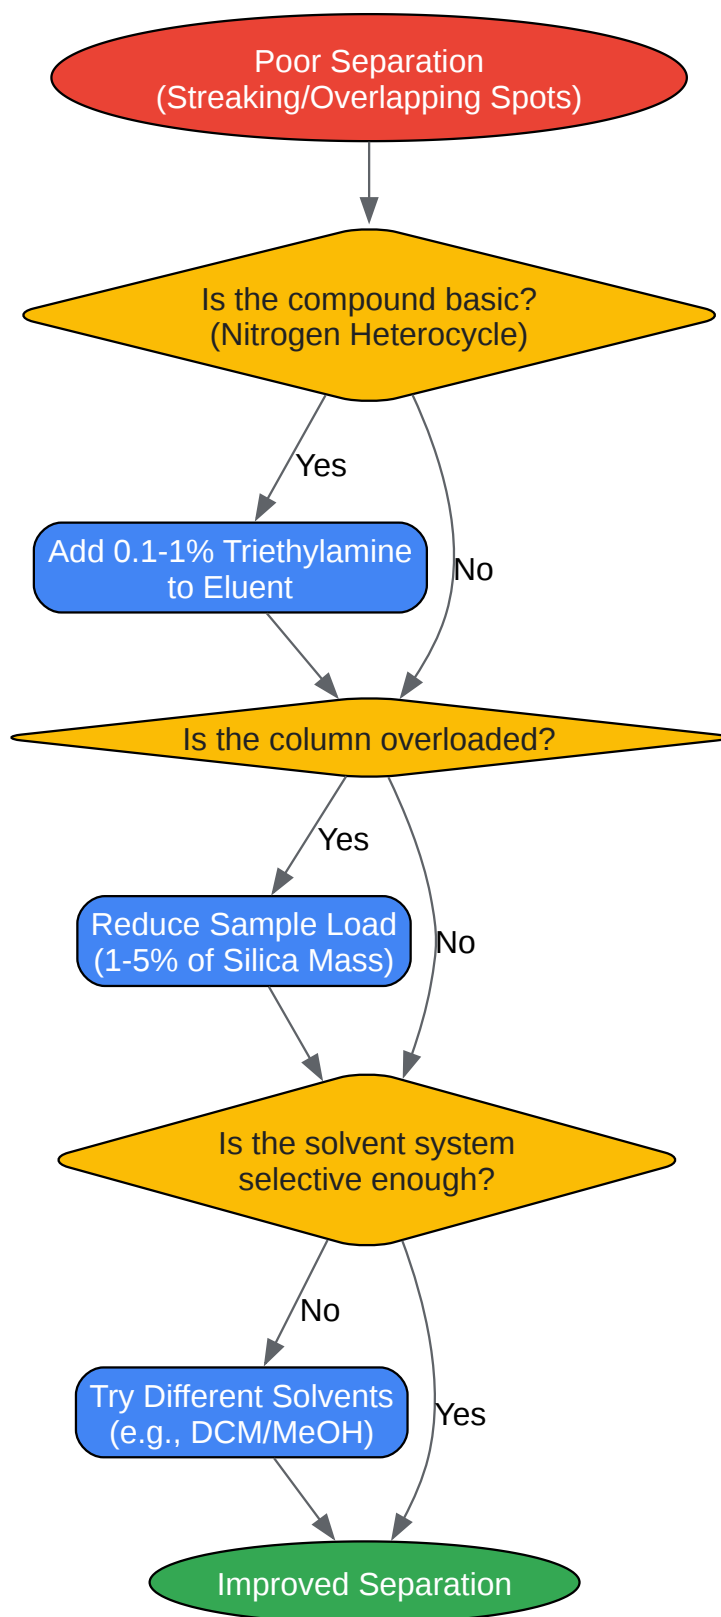 Poor Separation
(Streaking/Overlapping Spots)
Is the compound basic?
(Nitrogen Heterocycle)
Yes
Add 0.1-1% Triethylamine
to Eluent
No
Is the column overloaded?
Yes
Reduce Sample Load
(1-5% of Silica Mass)
No
Is the solvent system
selective enough?
No
Try Different Solvents
(e.g., DCM/MeOH)
Yes
Improved Separation